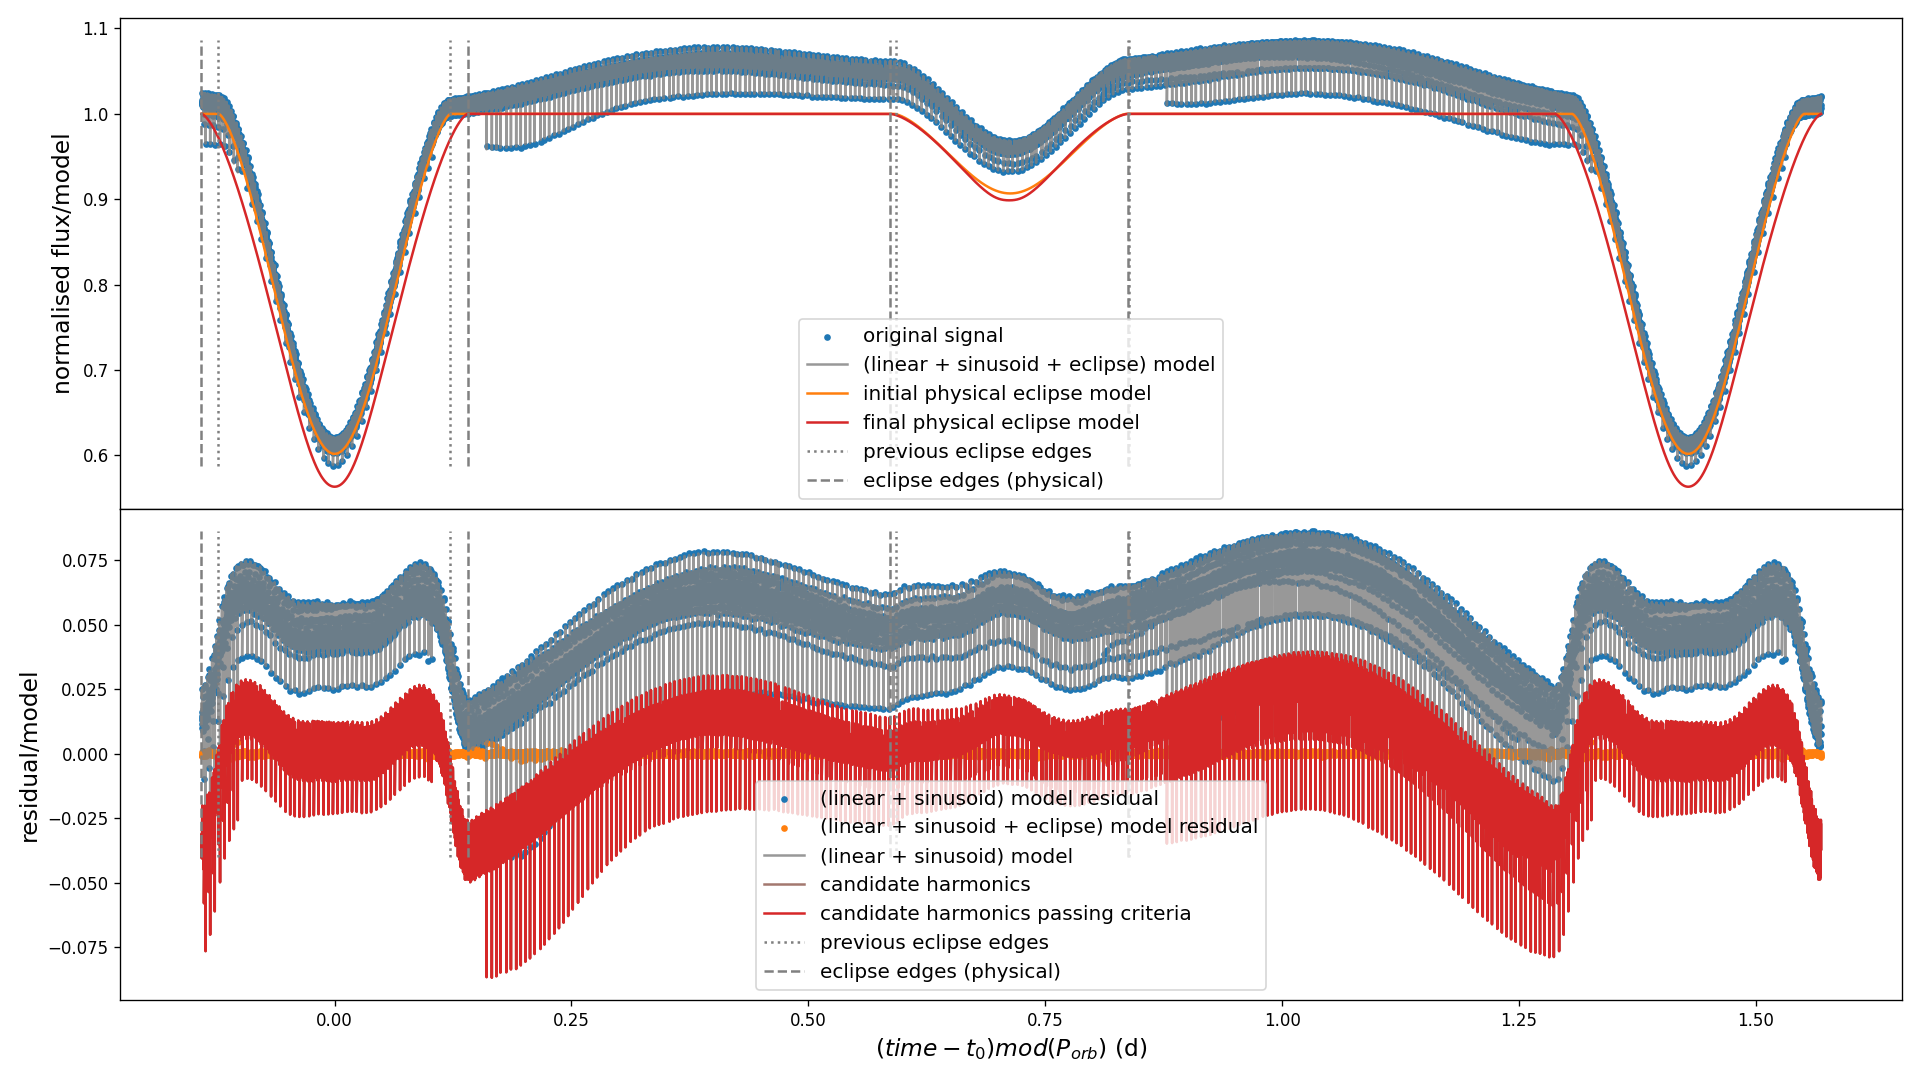 normalised flux/model
1.1
1.0
0.9
0.8
0.7
0.6
original signal
(linear + sinusoid + eclipse) model
initial physical eclipse model
final physical eclipse model
previous eclipse edges
eclipse edges (physical)
residual/model
0.075
0.050
0.025
0.000
−0.025
−0.050
−0.075
(linear + sinusoid) model residual
(linear + sinusoid + eclipse) model residual
(linear + sinusoid) model
candidate harmonics
candidate harmonics passing criteria
previous eclipse edges
eclipse edges (physical)
0.00 0.25 0.50 0.75 1.00 1.25 1.50
(time − t₀)mod(Pₒᵣb) (d)